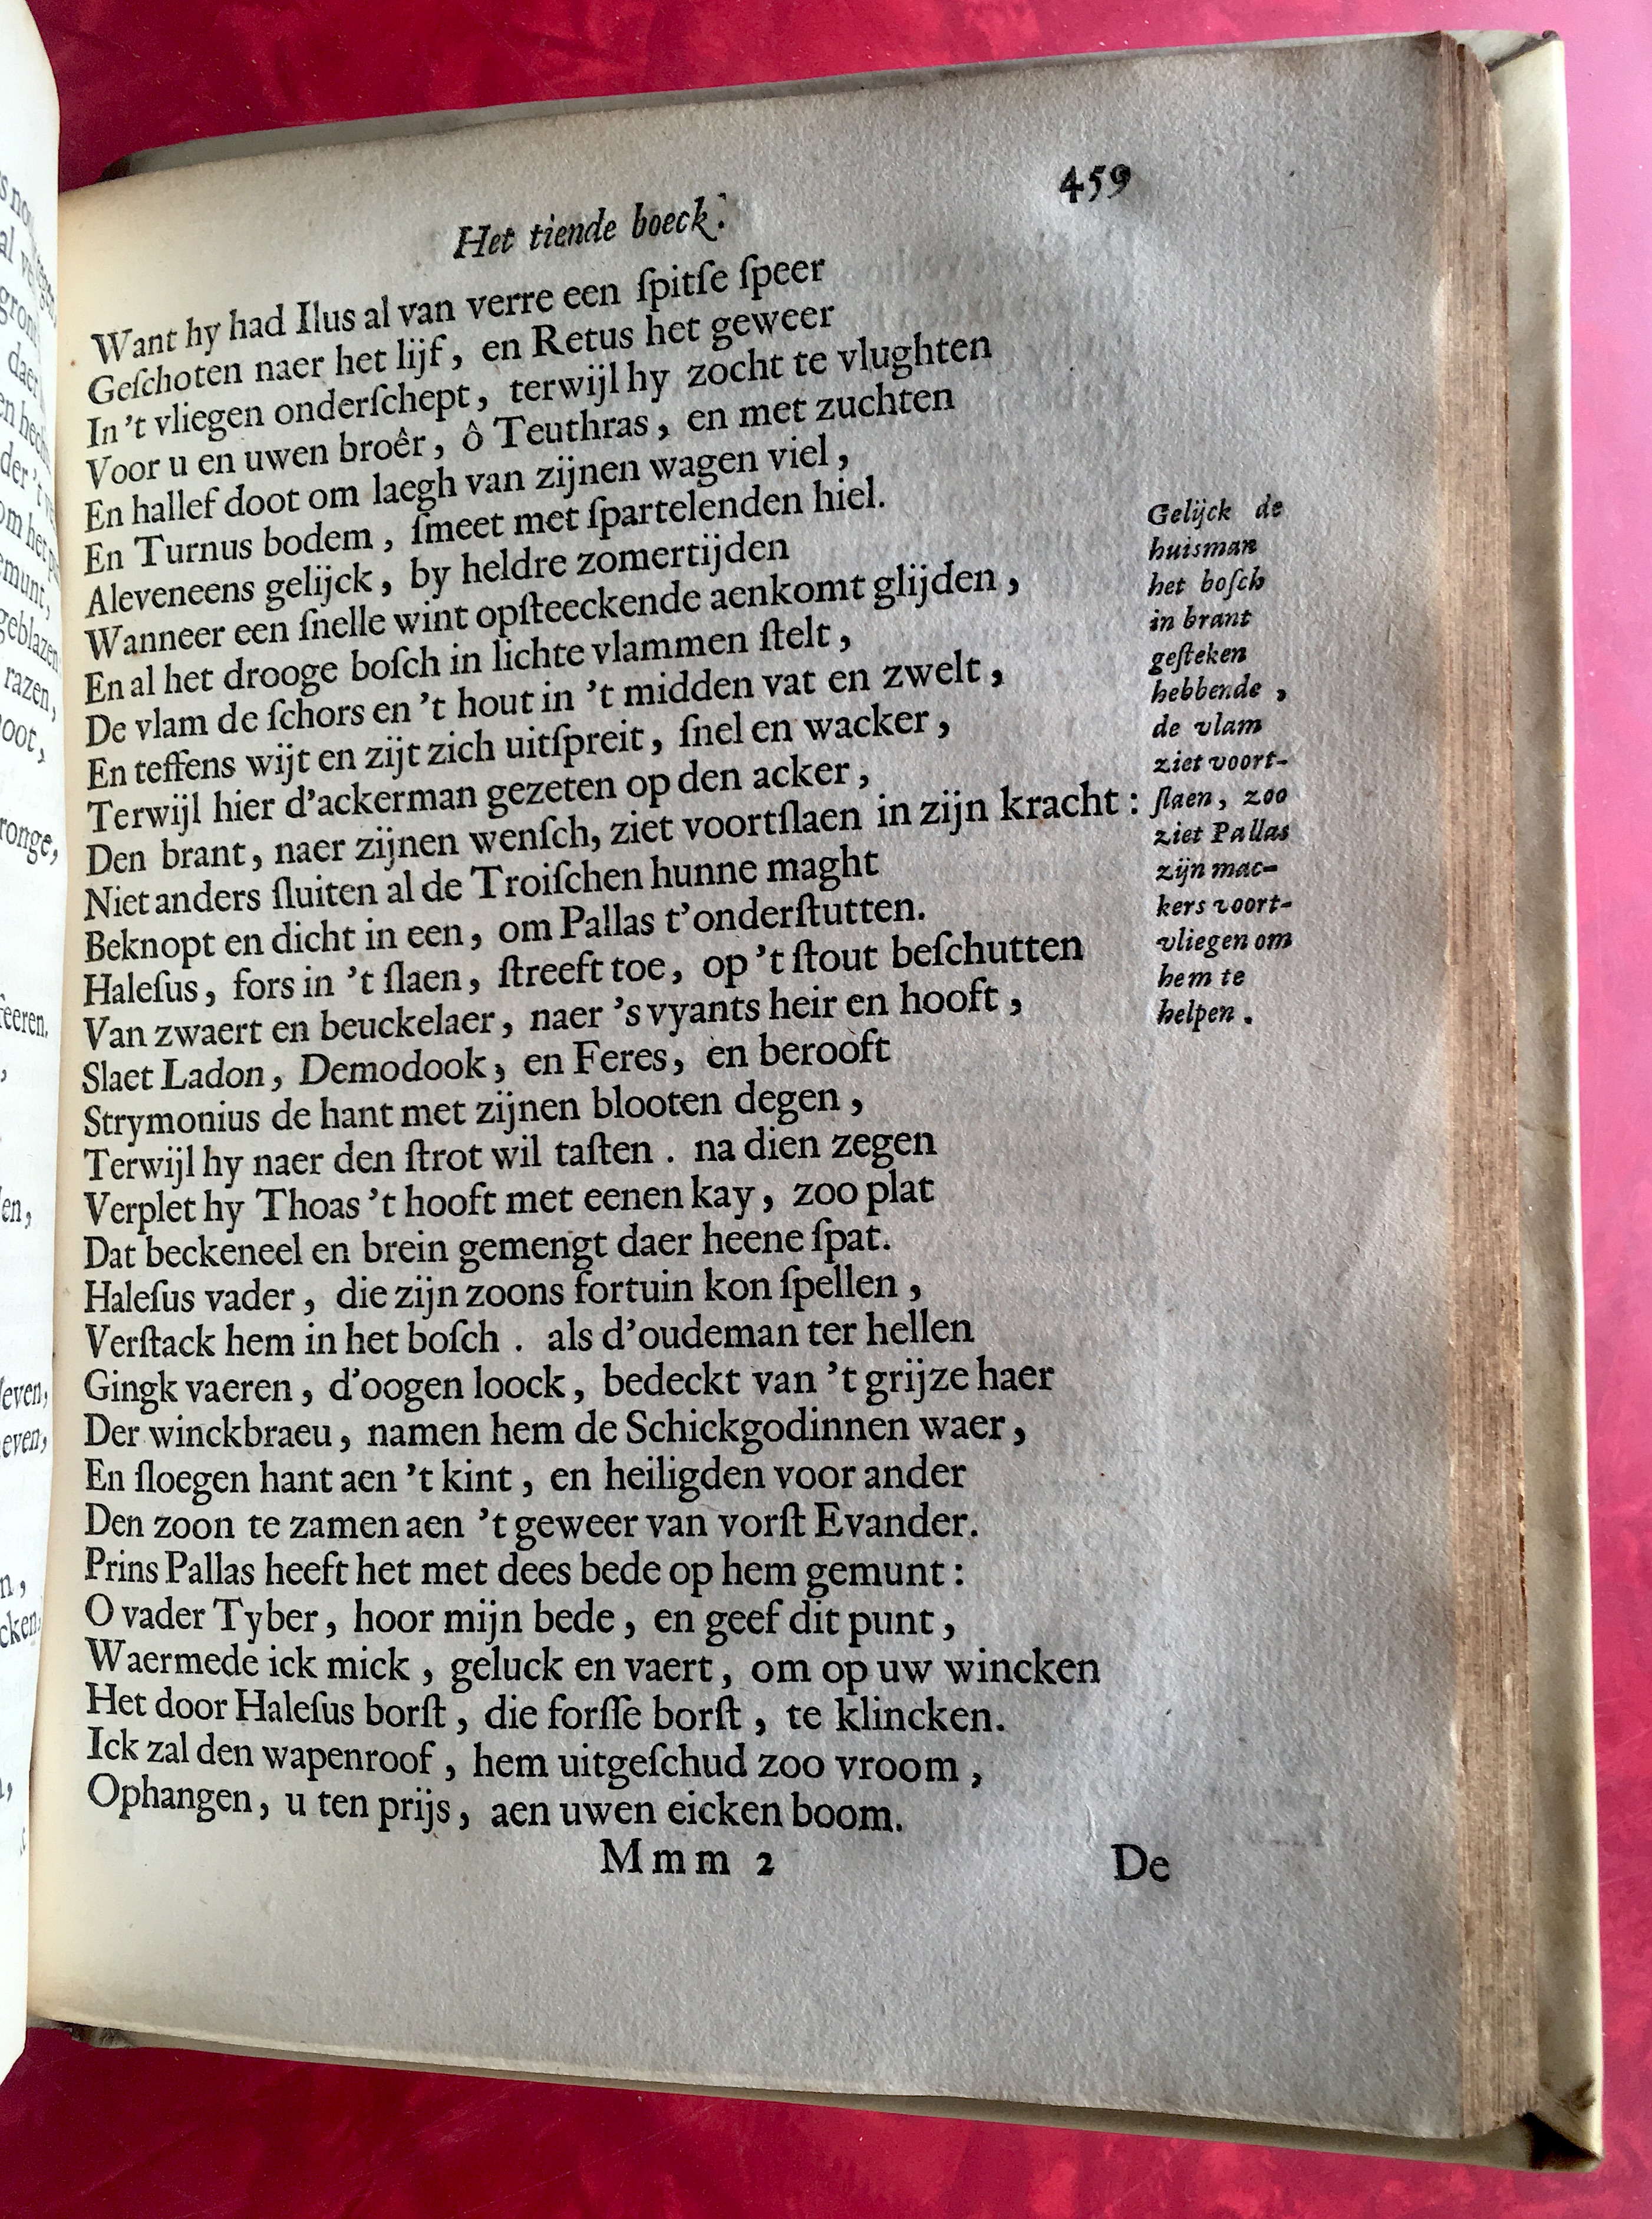 459
Het tiende boeck.
Want hy had Ilus al van verre een ſpitſe ſpeer
Geſchoten naer het lijf, en Retus het geweer
In 't vliegen onderſchept, terwijl hy zocht te vlughten
Voor u en uwen broêr, ô Teuthras, en met zuchten
En hallef doot om laegh van zijnen wagen viel,
En Turnus bodem, ſmeet met ſpartelenden hiel.
Aleveneens gelijck, by heldre zomertijden
Wanneer een ſnelle wint opſteeckende aenkomt glijden,
En al het drooge boſch in lichte vlammen ſtelt,
De vlam de ſchors en 't hout in 't midden vat en zwelt,
En teffens wijt en zijt zich uitſpreit, ſnel en wacker,
Terwijl hier d'ackerman gezeten op den acker,
Den brant, naer zijnen wenſch, ziet voortſlaen in zijn kracht:
Niet anders ſluiten al de Troiſchen hunne maght
Beknopt en dicht in een, om Pallas t'onderſtutten.
Haleſus, fors in 't ſlaen, ſtreeft toe, op 't ſtout beſchutten
Van zwaert en beuckelaer, naer 's vyants heir en hooft,
Slaet Ladon, Demodook, en Feres, en berooft
Strymonius de hant met zijnen blooten degen,
Terwijl hy naer den ſtrot wil taſten. na dien zegen
Verplet hy Thoas 't hooft met eenen kay, zoo plat
Dat beckeneel en brein gemengt daer heene ſpat.
Haleſus vader, die zijn zoons fortuin kon ſpellen,
Verſtack hem in het boſch. als d'oudeman ter hellen
Gingk vaeren, d'oogen loock, bedeckt van 't grijze haer
Der winckbraeu, namen hem de Schickgodinnen waer,
En ſloegen hant aen 't kint, en heiligden voor ander
Den zoon te zamen aen 't geweer van vorſt Evander.
Prins Pallas heeft het met dees bede op hem gemunt:
O vader Tyber, hoor mijn bede, en geef dit punt,
Waermede ick mick, geluck en vaert, om op uw wincken
Het door Haleſus borſt, die forſſe borſt, te klincken.
Ick zal den wapenroof, hem uitgeſchud zoo vroom,
Ophangen, u ten prijs, aen uwen eicken boom.
Mmm 2
De
Gelijck de
huisman
het boſch
in brant
geſteken
hebbende,
de vlam
ziet voort-
ſlaen, zoo
ziet Pallas
zijn mac-
kers voort-
vliegen om
hem te
helpen.